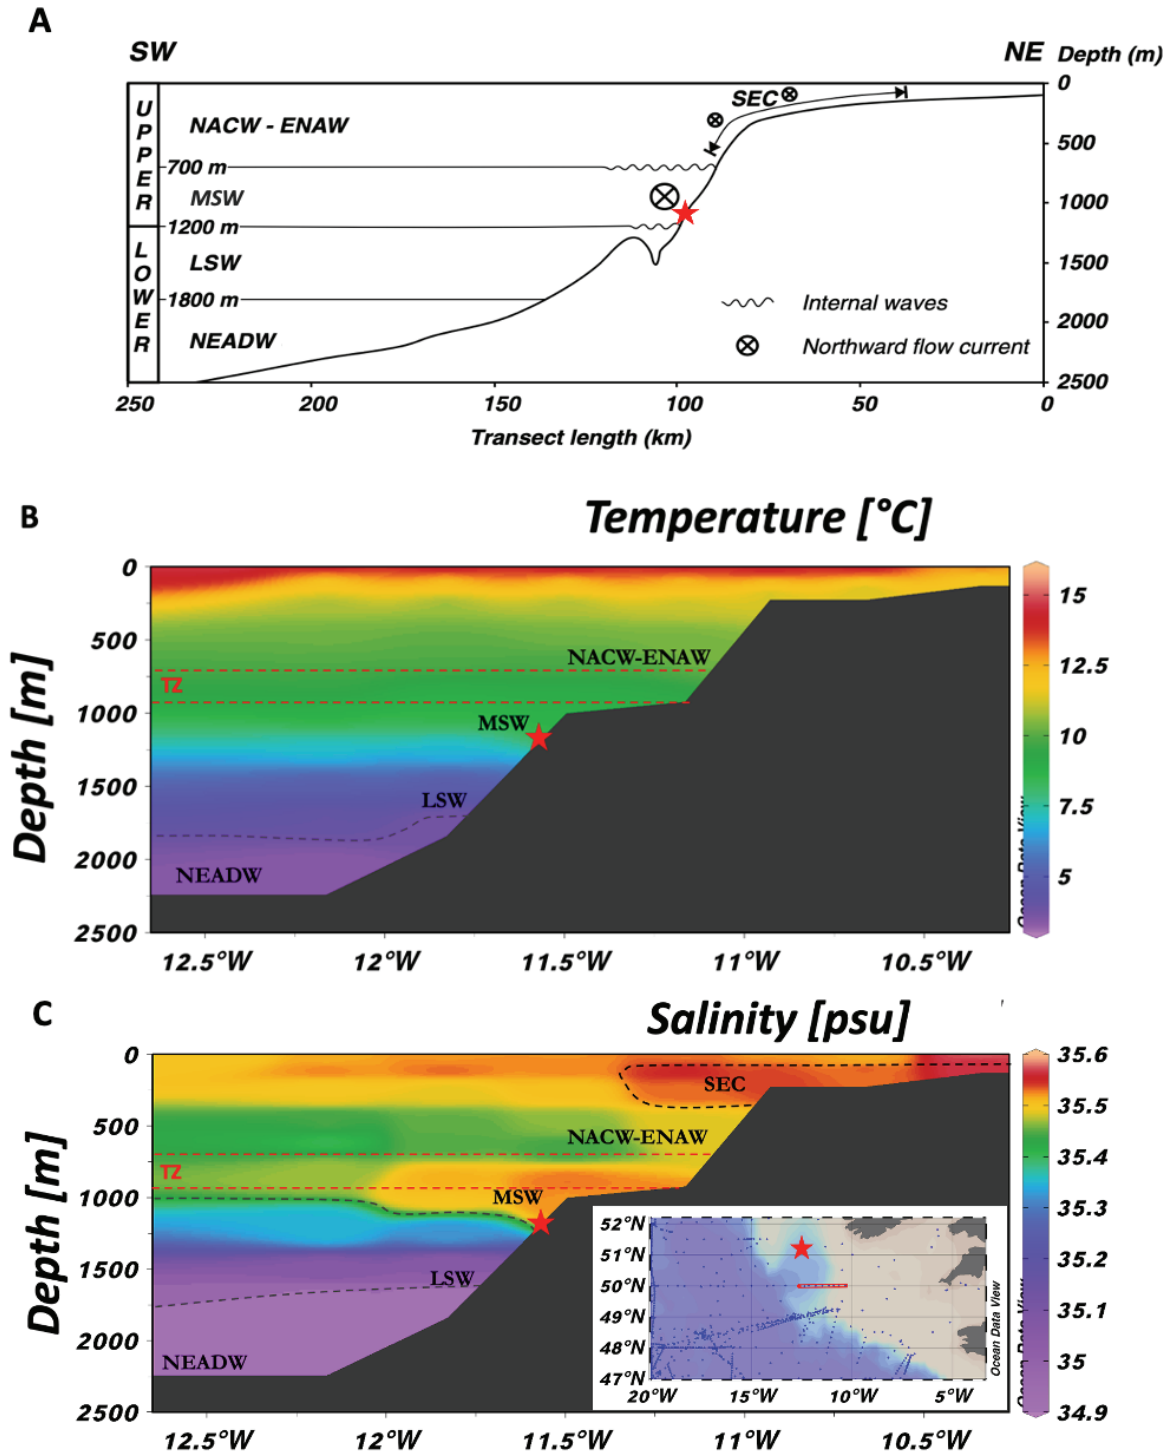 A
SW
NE Depth (m)
UPPER
LOWER
NACW - ENAW
700 m
MSW
1200 m
LSW
1800 m
NEADW
SEC
Internal waves
Northward flow current
0
500
1000
1500
2000
2500
250 200 150 100 50 0
Transect length (km)
B
Temperature [°C]
Depth [m]
0
500
1000
1500
2000
2500
NACW-ENAW
TZ
MSW
LSW
NEADW
15
12.5
10
7.5
5
12.5°W 12°W 11.5°W 11°W 10.5°W
C
Salinity [psu]
Depth [m]
0
500
1000
1500
2000
2500
SEC
NACW-ENAW
TZ
MSW
LSW
NEADW
52°N
51°N
50°N
49°N
48°N
47°N
20°W 15°W 10°W 5°W
Ocean Data View
35.6
35.5
35.4
35.3
35.2
35.1
35
34.9
12.5°W 12°W 11.5°W 11°W 10.5°W